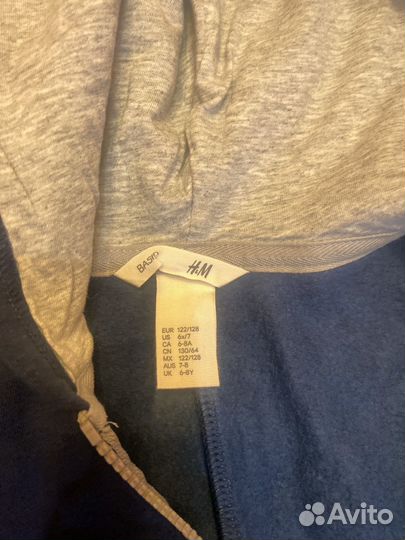 BASIC
H&M
EUR 122/128
US 6x/7
CA 6-8A
CN 130/64
MX 122/128
AUS 7-8
UK 6-8Y
Avito